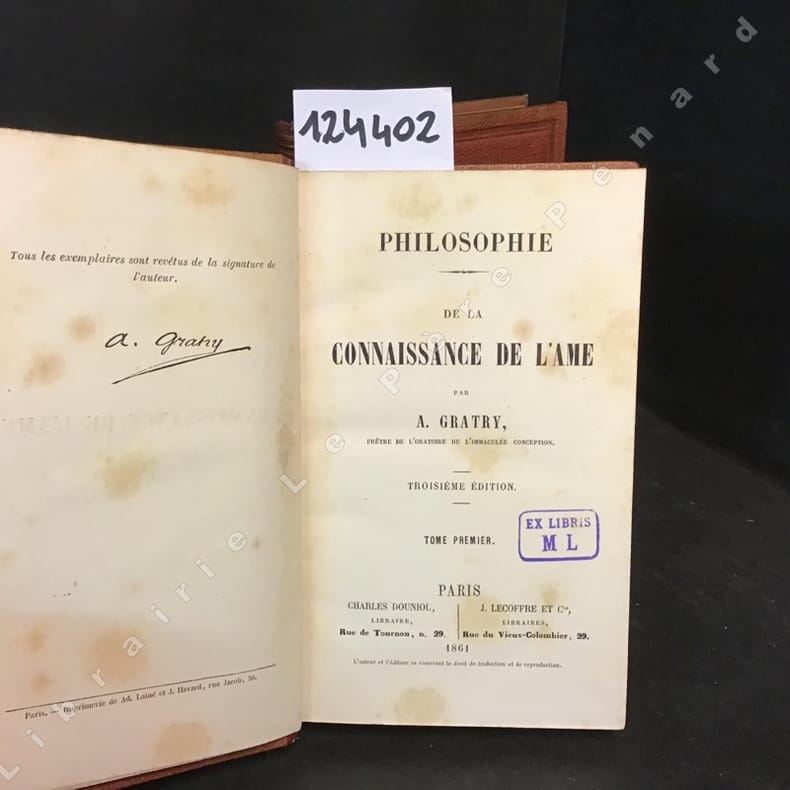 124402
Tous les exemplaires sont revêtus de la signature de
l'auteur.
A. Gratry
Paris. — Imprimerie de Ad. Lainé et J. Havard, rue Jacob, 56.
PHILOSOPHIE
DE LA
CONNAISSANCE DE L'AME
PAR
A. GRATRY,
PRÊTRE DE L'ORATOIRE DE L'IMMACULÉE CONCEPTION.
TROISIÉME ÉDITION.
TOME PREMIER.
EX LIBRIS
M L
PARIS
CHARLES DOUNIOL,
LIBRAIRE,
Rue de Tournon, n. 29.
J. LECOFFRE ET Cie,
LIBRAIRES,
Rue du Vieux-Colombier, 29.
1861
L'auteur et l'éditeur se réservent le droit de traduction et de reproduction.
Librairie Le Père Pénard